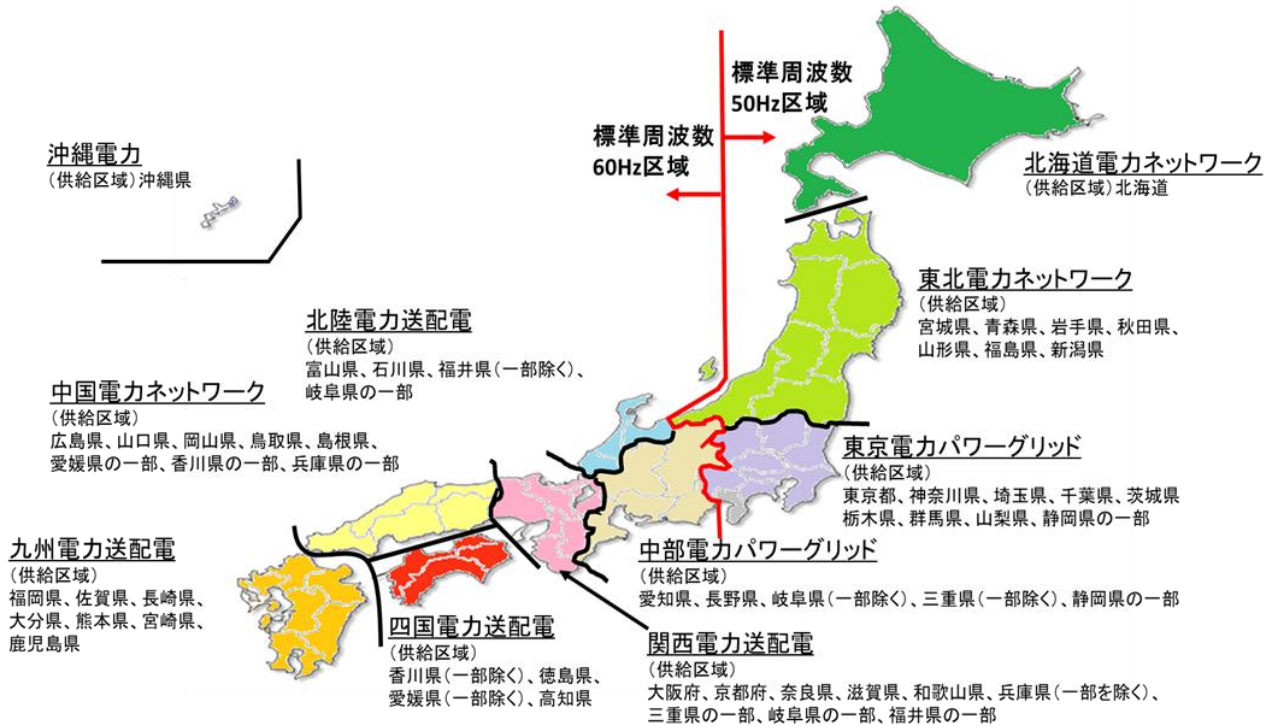 標準周波数
50Hz区域
標準周波数
60Hz区域
沖縄電力
(供給区域)沖縄県
北海道電力ネットワーク
(供給区域)北海道
東北電力ネットワーク
(供給区域)
宮城県、青森県、岩手県、秋田県、
山形県、福島県、新潟県
北陸電力送配電
(供給区域)
富山県、石川県、福井県(一部除く)、
岐阜県の一部
中国電力ネットワーク
(供給区域)
広島県、山口県、岡山県、鳥取県、島根県、
愛媛県の一部、香川県の一部、兵庫県の一部
東京電力パワーグリッド
(供給区域)
東京都、神奈川県、埼玉県、千葉県、茨城県
栃木県、群馬県、山梨県、静岡県の一部
九州電力送配電
(供給区域)
福岡県、佐賀県、長崎県、
大分県、熊本県、宮崎県、
鹿児島県
中部電力パワーグリッド
(供給区域)
愛知県、長野県、岐阜県(一部除く)、三重県(一部除く)、静岡県の一部
四国電力送配電
(供給区域)
香川県(一部除く)、徳島県、
愛媛県(一部除く)、高知県
関西電力送配電
(供給区域)
大阪府、京都府、奈良県、滋賀県、和歌山県、兵庫県(一部を除く)、
三重県の一部、岐阜県の一部、福井県の一部